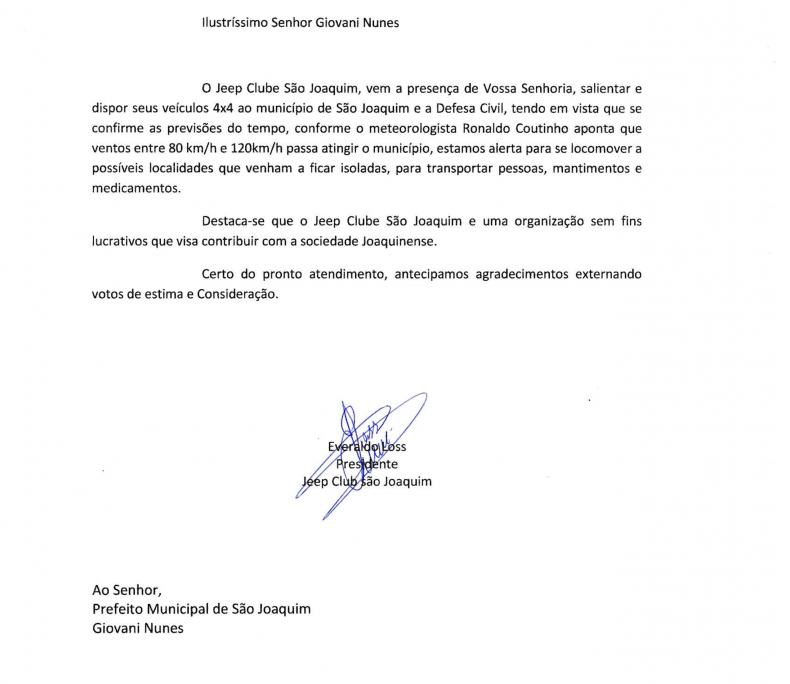 Ilustríssimo Senhor Giovani Nunes
O Jeep Clube São Joaquim, vem a presença de Vossa Senhoria, salientar e
dispor seus veículos 4x4 ao município de São Joaquim e a Defesa Civil, tendo em vista que se
confirme as previsões do tempo, conforme o meteorologista Ronaldo Coutinho aponta que
ventos entre 80 km/h e 120km/h passa atingir o município, estamos alerta para se locomover a
possíveis localidades que venham a ficar isoladas, para transportar pessoas, mantimentos e
medicamentos.
Destaca-se que o Jeep Clube São Joaquim e uma organização sem fins
lucrativos que visa contribuir com a sociedade Joaquinense.
Certo do pronto atendimento, antecipamos agradecimentos externando
votos de estima e Consideração.
Everaldo Loss
Presidente
Jeep Club são Joaquim
Ao Senhor,
Prefeito Municipal de São Joaquim
Giovani Nunes